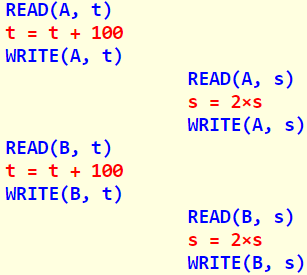 READ(A, t)
t = t + 100
WRITE(A, t)
READ(A, s)
s = 2×s
WRITE(A, s)
READ(B, t)
t = t + 100
WRITE(B, t)
READ(B, s)
s = 2×s
WRITE(B, s)